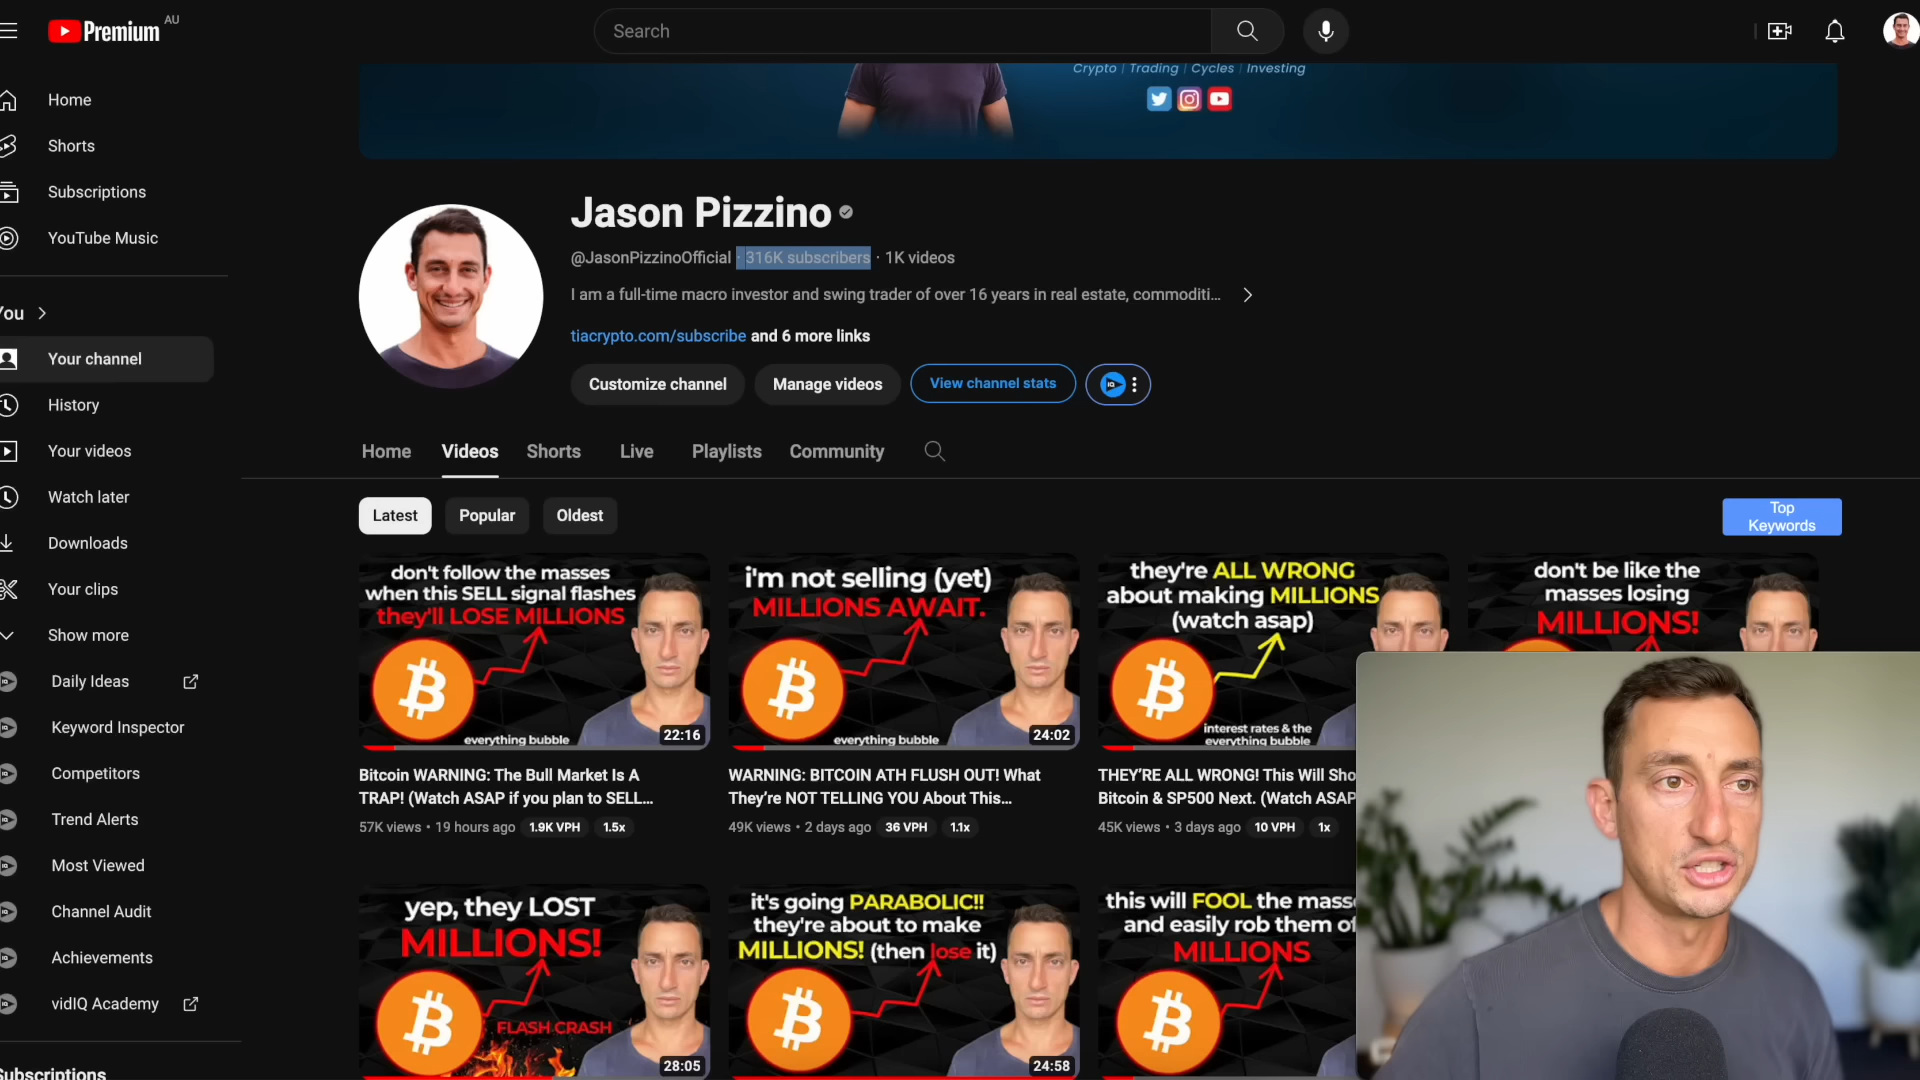 Premium AU
Search
Home
Shorts
Subscriptions
YouTube Music
You
Your channel
History
Your videos
Watch later
Downloads
Your clips
Show more
Daily Ideas
Keyword Inspector
Competitors
Trend Alerts
Most Viewed
Channel Audit
Achievements
vidIQ Academy
Subscriptions
Crypto | Trading | Cycles | Investing
Jason Pizzino
@JasonPizzinoOfficial · 316K subscribers · 1K videos
I am a full-time macro investor and swing trader of over 16 years in real estate, commoditi...
tiacrypto.com/subscribe and 6 more links
Customize channel
Manage videos
View channel stats
Home
Videos
Shorts
Live
Playlists
Community
Latest
Popular
Oldest
Top
Keywords
don't follow the masses
when this SELL signal flashes
they'll LOSE MILLIONS
everything bubble
22:16
Bitcoin WARNING: The Bull Market Is A
TRAP! (Watch ASAP if you plan to SELL...
57K views • 19 hours ago 1.9K VPH 1.5x
i'm not selling (yet)
MILLIONS AWAIT.
everything bubble
24:02
WARNING: BITCOIN ATH FLUSH OUT! What
They're NOT TELLING YOU About This...
49K views • 2 days ago 36 VPH 1.1x
they're ALL WRONG
about making MILLIONS
(watch asap)
interest rates & the
everything bubble
THEY'RE ALL WRONG! This Will Sho
Bitcoin & SP500 Next. (Watch ASAP
45K views • 3 days ago 10 VPH 1x
don't be like the
masses losing
MILLIONS!
yep, they LOST
MILLIONS!
FLASH CRASH
28:05
it's going PARABOLIC!!
they're about to make
MILLIONS! (then lose it)
24:58
this will FOOL the mass
and easily rob them of
MILLIONS